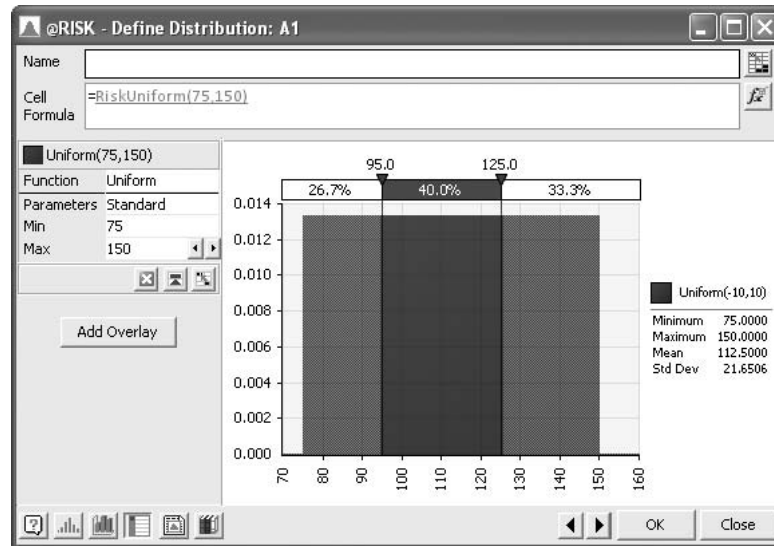 @RISK - Define Distribution: A1
Name
Cell Formula
=RiskUniform(75,150)
Uniform(75,150)
Function Uniform
Parameters Standard
Min 75
Max 150
Add Overlay
95.0 125.0
26.7% 40.0% 33.3%
0.014
0.012
0.010
0.008
0.006
0.004
0.002
0.000
70 80 90 100 110 120 130 140 150 160
Uniform(-10,10)
Minimum 75.0000
Maximum 150.0000
Mean 112.5000
Std Dev 21.6506
OK Close